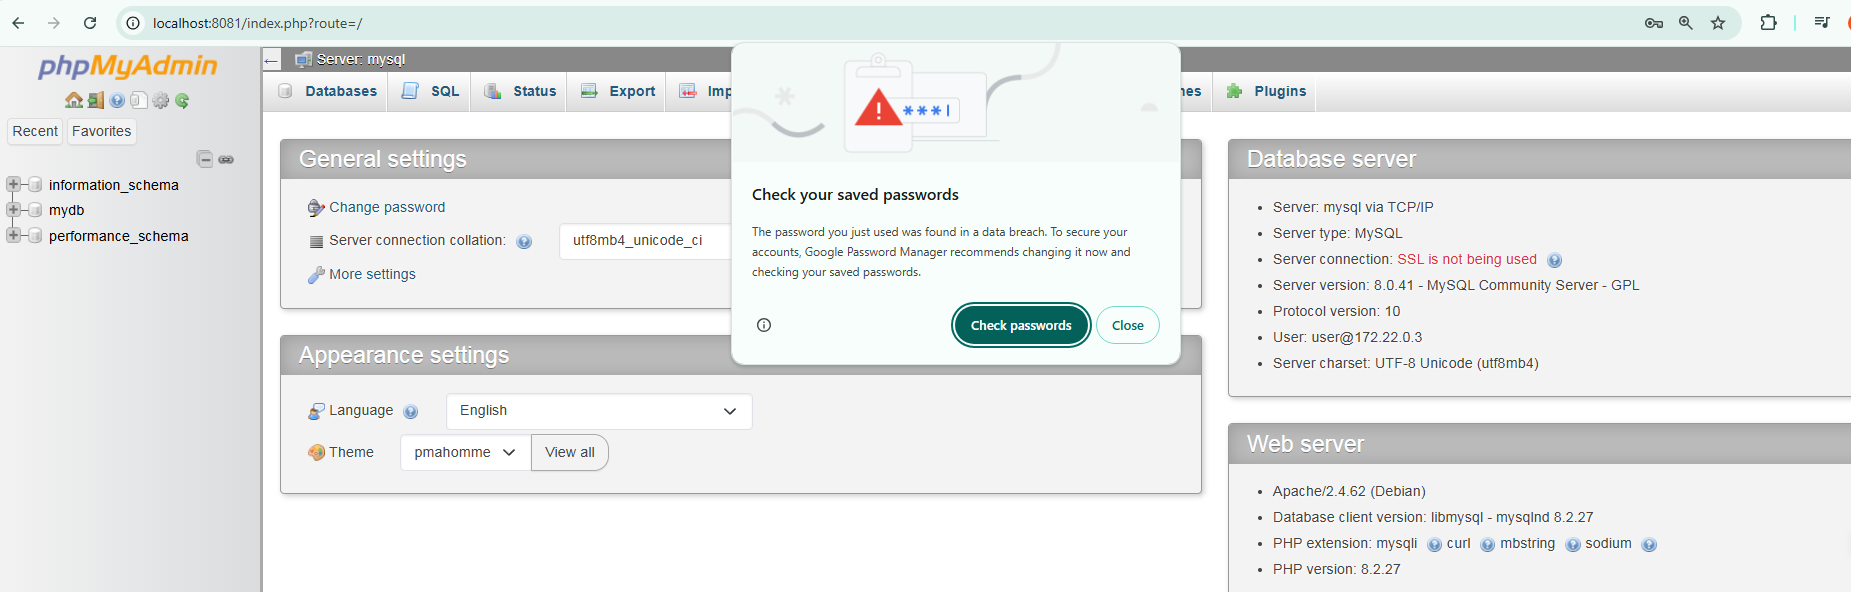 localhost:8081/index.php?route=/
phpMyAdmin
Recent
Favorites
information_schema
mydb
performance_schema
Server: mysql
Databases
SQL
Status
Export
Imp
nes
Plugins
General settings
Change password
Server connection collation:
utf8mb4_unicode_ci
More settings
Appearance settings
Language
English
Theme
pmahomme
View all
***
Check your saved passwords
The password you just used was found in a data breach. To secure your
accounts, Google Password Manager recommends changing it now and
checking your saved passwords.
Check passwords
Close
Database server
Server: mysql via TCP/IP
Server type: MySQL
Server connection: SSL is not being used
Server version: 8.0.41 - MySQL Community Server - GPL
Protocol version: 10
User: user@172.22.0.3
Server charset: UTF-8 Unicode (utf8mb4)
Web server
Apache/2.4.62 (Debian)
Database client version: libmysql - mysqlnd 8.2.27
PHP extension: mysqli curl mbstring sodium
PHP version: 8.2.27